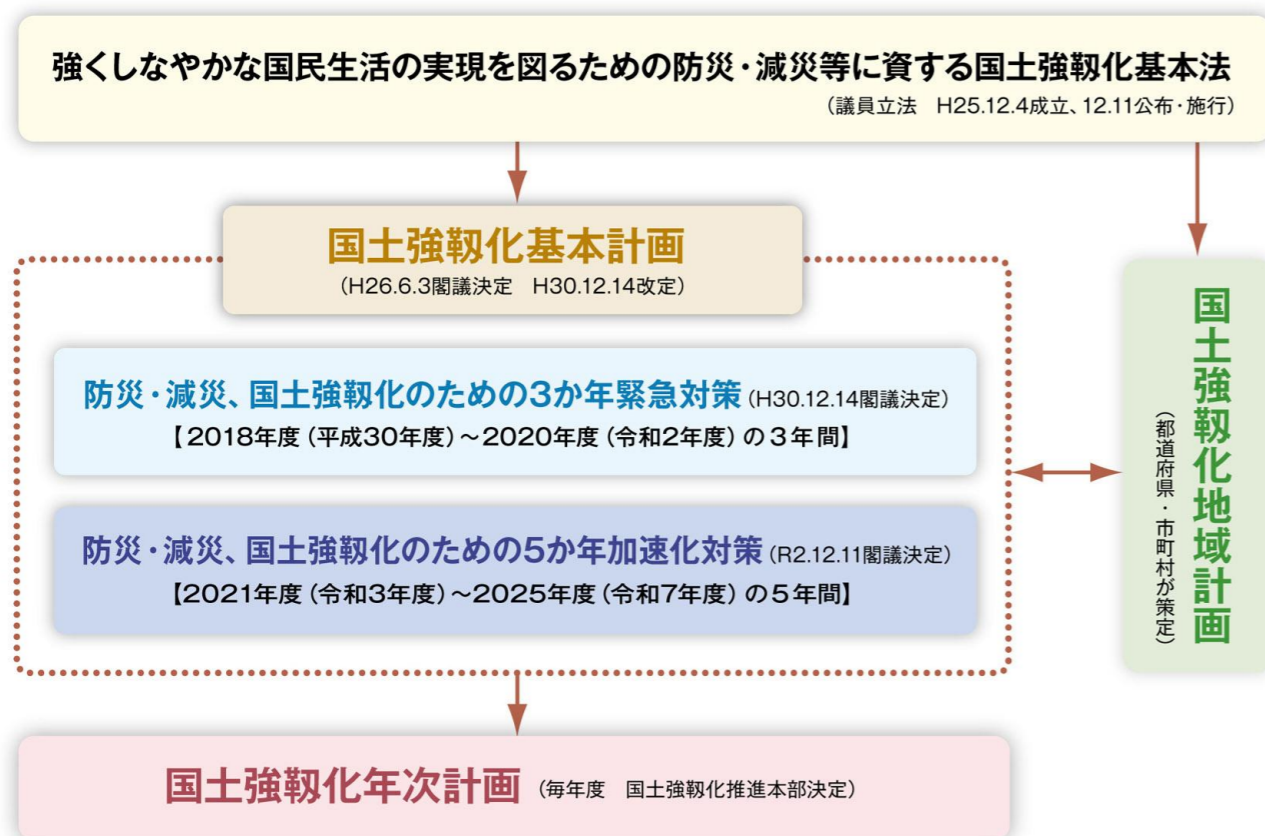 強くしなやかな国民生活の実現を図るための防災・減災等に資する国土強靱化基本法
（議員立法　H25.12.4成立、12.11公布・施行）
国土強靱化基本計画
（H26.6.3閣議決定　H30.12.14改定）
防災・減災、国土強靱化のための3か年緊急対策（H30.12.14閣議決定）
【2018年度（平成30年度）～2020年度（令和2年度）の３年間】
防災・減災、国土強靱化のための5か年加速化対策（R2.12.11閣議決定）
【2021年度（令和3年度）～2025年度（令和7年度）の５年間】
国土強靱化地域計画
（都道府県・市町村が策定）
国土強靱化年次計画（毎年度　国土強靱化推進本部決定）